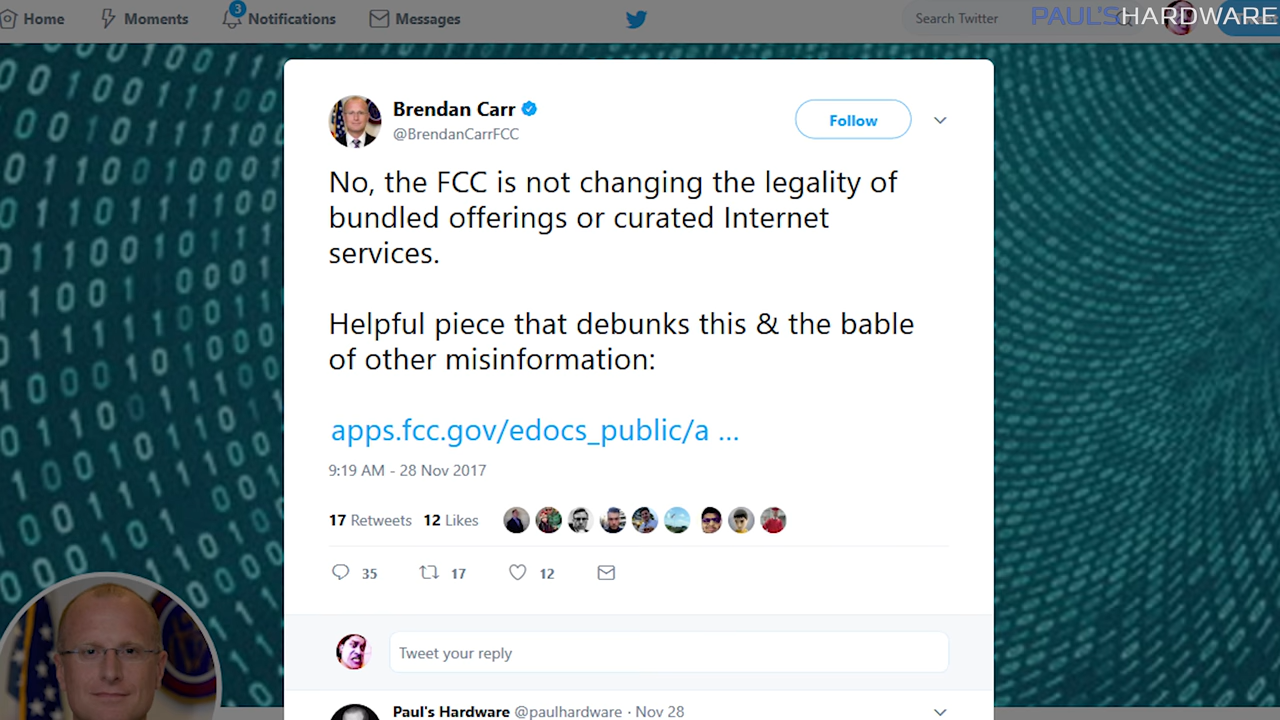 Home Moments 3 Notifications Messages Search Twitter PAUL'SHARDWARE
Brendan Carr
@BrendanCarrFCC
Follow
No, the FCC is not changing the legality of
bundled offerings or curated Internet
services.
Helpful piece that debunks this & the bable
of other misinformation:
apps.fcc.gov/edocs_public/a ...
9:19 AM - 28 Nov 2017
17 Retweets 12 Likes
35 17 12
Tweet your reply
Paul's Hardware @paulhardware · Nov 28